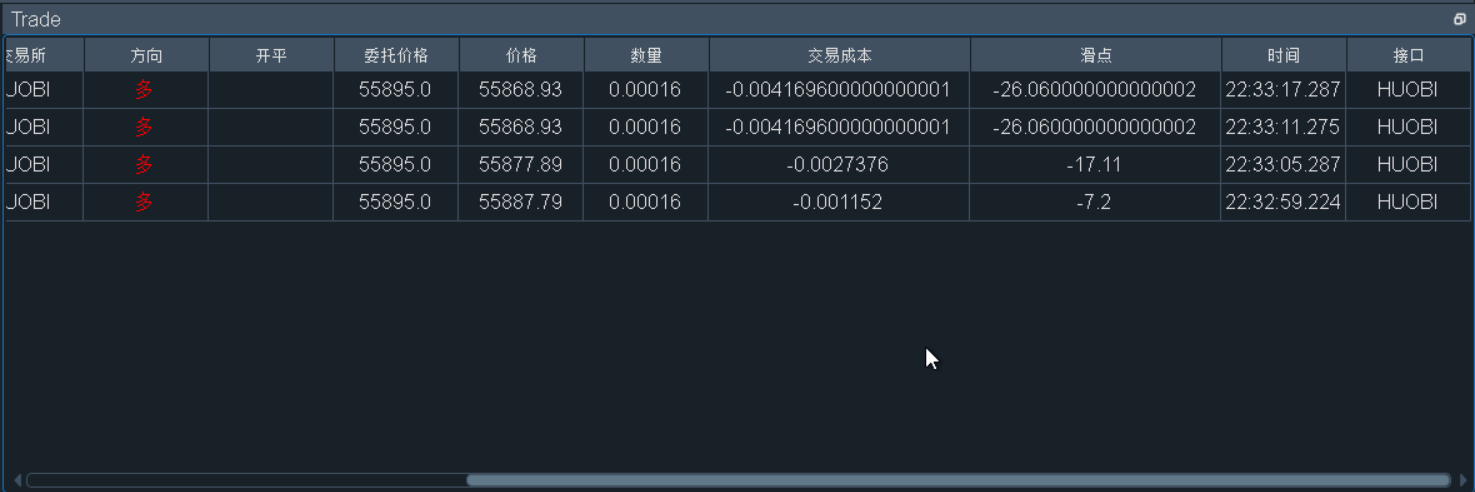 Trade
交易所 方向 开平 委托价格 价格 数量 交易成本 滑点 时间 接口
JOBI 多 55895.0 55868.93 0.00016 -0.0041696000000000001 -26.060000000000002 22:33:17.287 HUOBI
JOBI 多 55895.0 55868.93 0.00016 -0.0041696000000000001 -26.060000000000002 22:33:11.275 HUOBI
JOBI 多 55895.0 55877.89 0.00016 -0.0027376 -17.11 22:33:05.287 HUOBI
JOBI 多 55895.0 55887.79 0.00016 -0.001152 -7.2 22:32:59.224 HUOBI